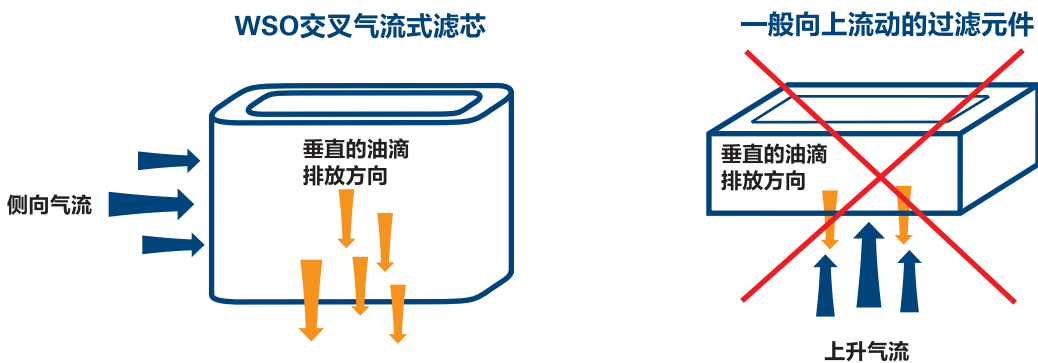 WSO交叉气流式滤芯
垂直的油滴
排放方向
侧向气流
一般向上流动的过滤元件
垂直的油滴
排放方向
上升气流